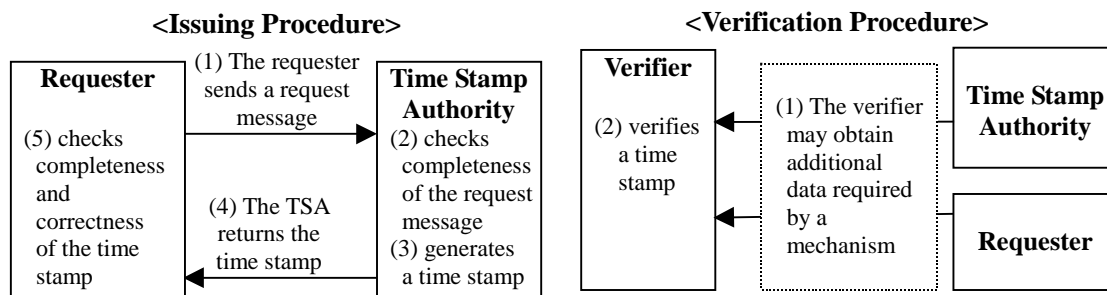 <Issuing Procedure>
Requester
(5) checks
completeness
and
correctness
of the time
stamp
(1) The requester
sends a request
message
(4) The TSA
returns the
time stamp
Time Stamp
Authority
(2) checks
completeness
of the request
message
(3) generates
a time stamp
<Verification Procedure>
Verifier
(2) verifies
a time
stamp
(1) The verifier
may obtain
additional
data required
by a
mechanism
Time Stamp
Authority
Requester